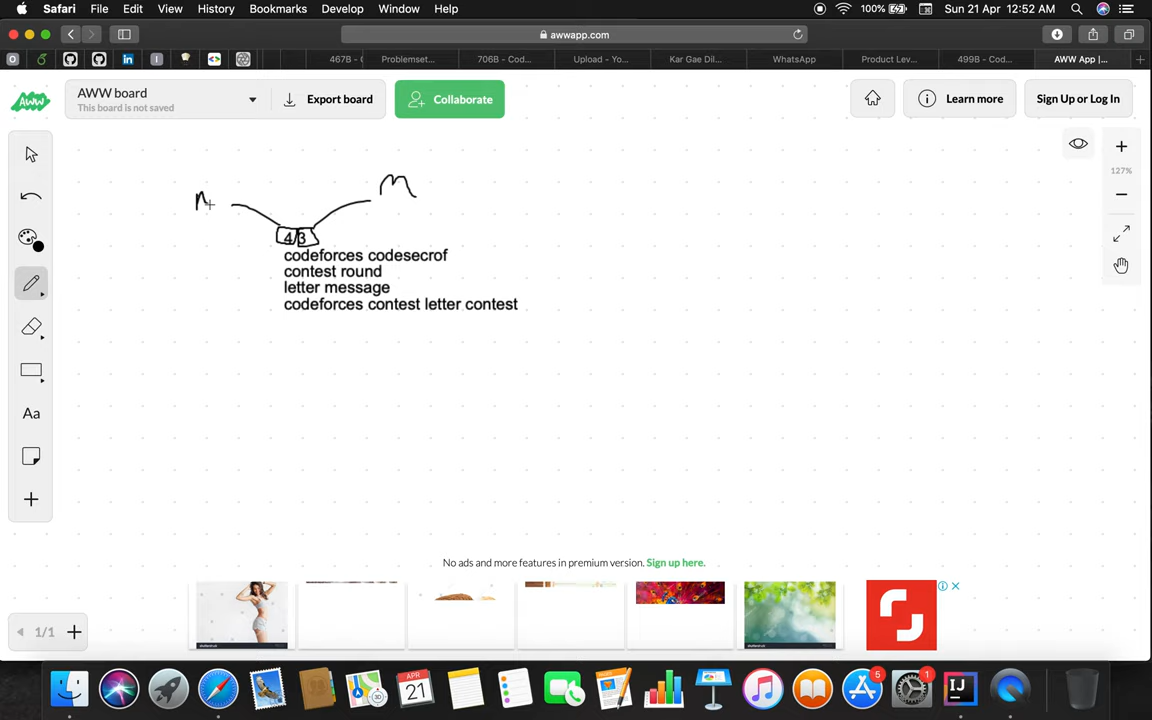 Safari File Edit View History Bookmarks Develop Window Help 100% Sun 21 Apr 12:52 AM
awwapp.com
467B - ( Problemset... 706B - Cod... Upload - Yo... Kar Gae Dil... WhatsApp Product Lev... 499B - Cod... AWW App |...
AWW board
This board is not saved
Export board
Collaborate
Learn more
Sign Up or Log In
127%
n
m
4 3
codeforces codesecrof
contest round
letter message
codeforces contest letter contest
Aa
No ads and more features in premium version. Sign up here.
1/1
APR
21
5
1